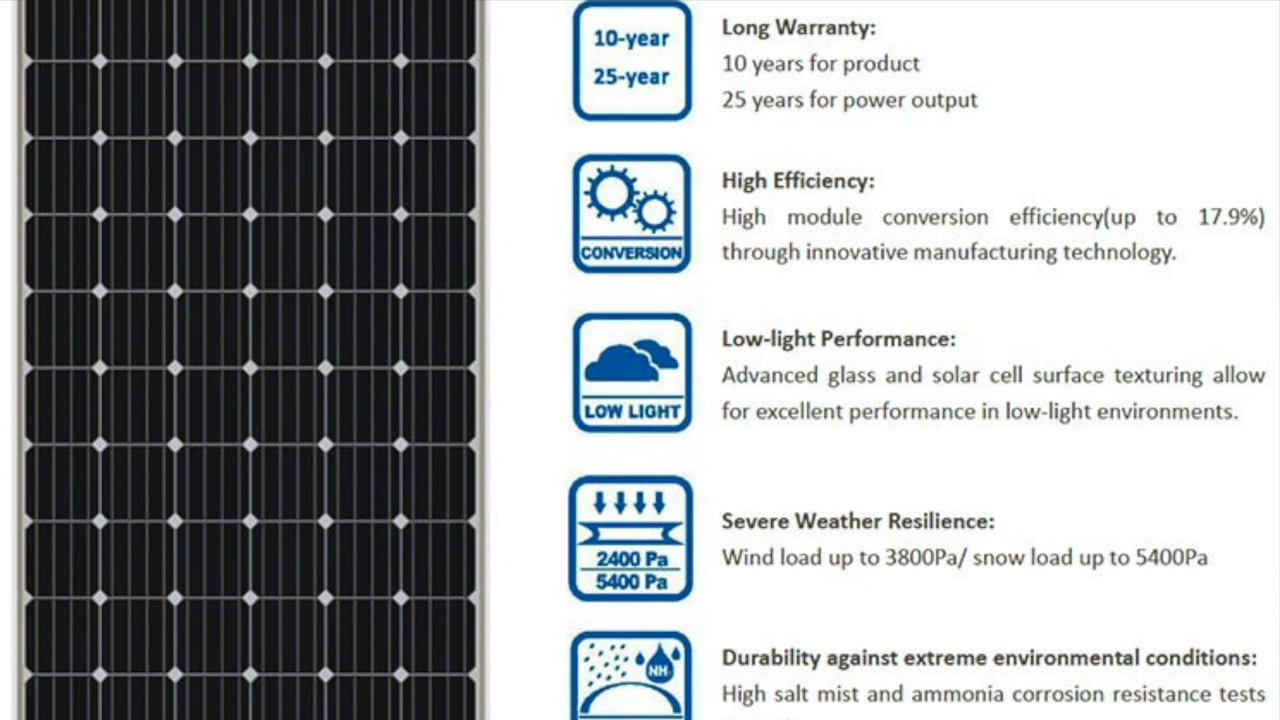 10-year
25-year
Long Warranty:
10 years for product
25 years for power output
CONVERSION
High Efficiency:
High module conversion efficiency(up to 17.9%)
through innovative manufacturing technology.
LOW LIGHT
Low-light Performance:
Advanced glass and solar cell surface texturing allow
for excellent performance in low-light environments.
2400 Pa
5400 Pa
Severe Weather Resilience:
Wind load up to 3800Pa/ snow load up to 5400Pa
NH
Durability against extreme environmental conditions:
High salt mist and ammonia corrosion resistance tests